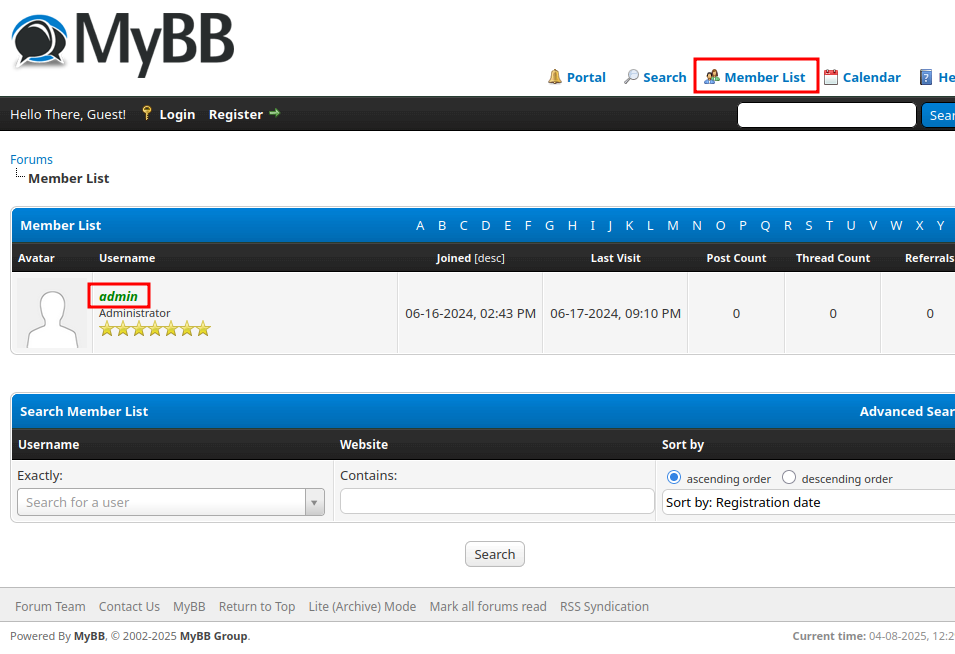 MyBB
Portal Search Member List Calendar He
Hello There, Guest! Login Register Sear
Forums
Member List
Member List A B C D E F G H I J K L M N O P Q R S T U V W X Y
Avatar Username Joined [desc] Last Visit Post Count Thread Count Referrals
admin
Administrator
06-16-2024, 02:43 PM 06-17-2024, 09:10 PM 0 0 0
Search Member List Advanced Sear
Username Website Sort by
Exactly: Contains: ascending order descending order
Search for a user Sort by: Registration date
Search
Forum Team Contact Us MyBB Return to Top Lite (Archive) Mode Mark all forums read RSS Syndication
Powered By MyBB, © 2002-2025 MyBB Group. Current time: 04-08-2025, 12:2